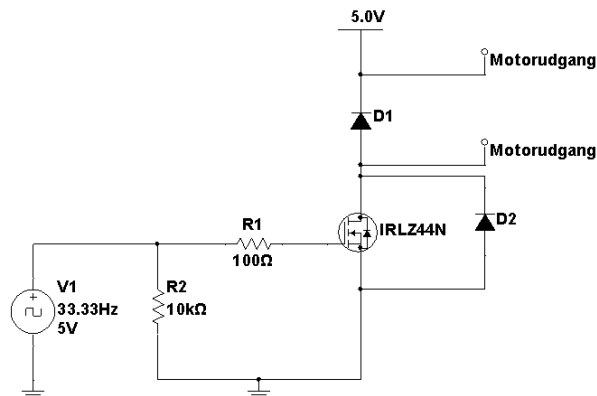 5.0V
Motorudgang
D1
Motorudgang
IRLZ44N
D2
R1
100Ω
V1
33.33Hz
5V
R2
10kΩ